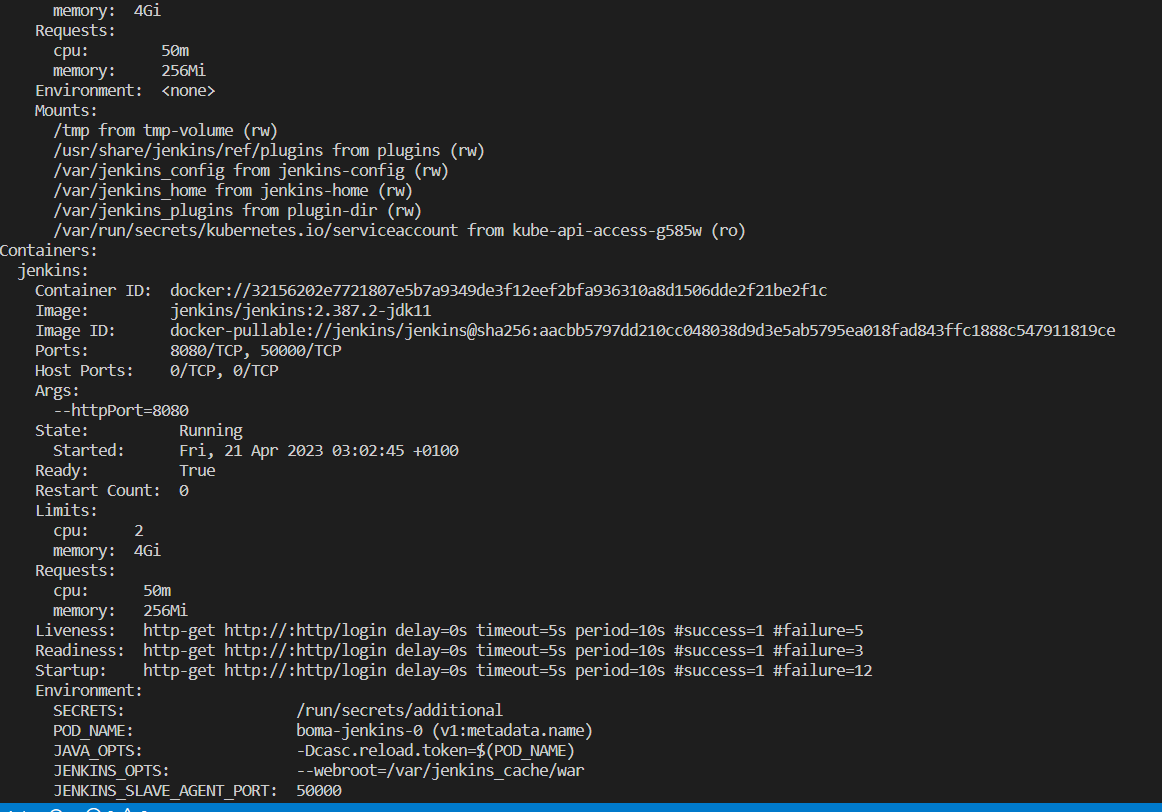 memory:  4Gi
Requests:
cpu:        50m
memory:     256Mi
Environment:  <none>
Mounts:
/tmp from tmp-volume (rw)
/usr/share/jenkins/ref/plugins from plugins (rw)
/var/jenkins_config from jenkins-config (rw)
/var/jenkins_home from jenkins-home (rw)
/var/jenkins_plugins from plugin-dir (rw)
/var/run/secrets/kubernetes.io/serviceaccount from kube-api-access-g585w (ro)
Containers:
jenkins:
Container ID:  docker://32156202e7721807e5b7a9349de3f12eef2bfa936310a8d1506dde2f21be2f1c
Image:         jenkins/jenkins:2.387.2-jdk11
Image ID:      docker-pullable://jenkins/jenkins@sha256:aacbb5797dd210cc048038d9d3e5ab5795ea018fad843ffc1888c547911819ce
Ports:         8080/TCP, 50000/TCP
Host Ports:    0/TCP, 0/TCP
Args:
--httpPort=8080
State:          Running
Started:      Fri, 21 Apr 2023 03:02:45 +0100
Ready:          True
Restart Count:  0
Limits:
cpu:     2
memory:  4Gi
Requests:
cpu:      50m
memory:   256Mi
Liveness:   http-get http://:http/login delay=0s timeout=5s period=10s #success=1 #failure=5
Readiness:  http-get http://:http/login delay=0s timeout=5s period=10s #success=1 #failure=3
Startup:    http-get http://:http/login delay=0s timeout=5s period=10s #success=1 #failure=12
Environment:
SECRETS:                   /run/secrets/additional
POD_NAME:                  boma-jenkins-0 (v1:metadata.name)
JAVA_OPTS:                 -Dcasc.reload.token=$(POD_NAME)
JENKINS_OPTS:              --webroot=/var/jenkins_cache/war
JENKINS_SLAVE_AGENT_PORT:  50000